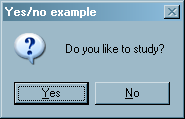 Yes/no example
Do you like to study?
Yes No